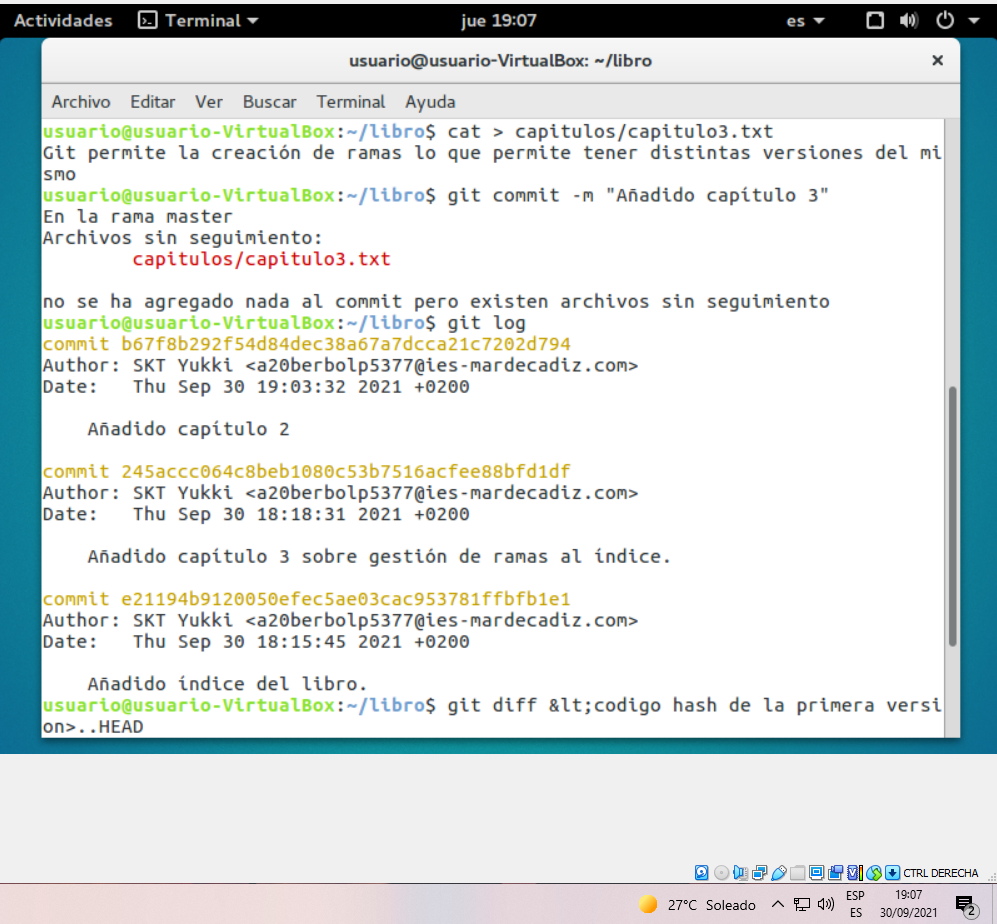 Actividades Terminal jue 19:07 es
usuario@usuario-VirtualBox: ~/libro ×
Archivo Editar Ver Buscar Terminal Ayuda
usuario@usuario-VirtualBox:~/libro$ cat > capitulos/capitulo3.txt
Git permite la creación de ramas lo que permite tener distintas versiones del mi
smo
usuario@usuario-VirtualBox:~/libro$ git commit -m "Añadido capítulo 3"
En la rama master
Archivos sin seguimiento:
capitulos/capitulo3.txt
no se ha agregado nada al commit pero existen archivos sin seguimiento
usuario@usuario-VirtualBox:~/libro$ git log
commit b67f8b292f54d84dec38a67a7dcca21c7202d794
Author: SKT Yukki <a20berbolp5377@ies-mardecadiz.com>
Date: Thu Sep 30 19:03:32 2021 +0200
Añadido capítulo 2
commit 245accc064c8beb1080c53b7516acfee88bfd1df
Author: SKT Yukki <a20berbolp5377@ies-mardecadiz.com>
Date: Thu Sep 30 18:18:31 2021 +0200
Añadido capítulo 3 sobre gestión de ramas al índice.
commit e21194b9120050efec5ae03cac953781ffbfb1e1
Author: SKT Yukki <a20berbolp5377@ies-mardecadiz.com>
Date: Thu Sep 30 18:15:45 2021 +0200
Añadido índice del libro.
usuario@usuario-VirtualBox:~/libro$ git diff &lt;codigo hash de la primera versi
on>..HEAD
CTRL DERECHA
27°C Soleado ESP 19:07
ES 30/09/2021 2